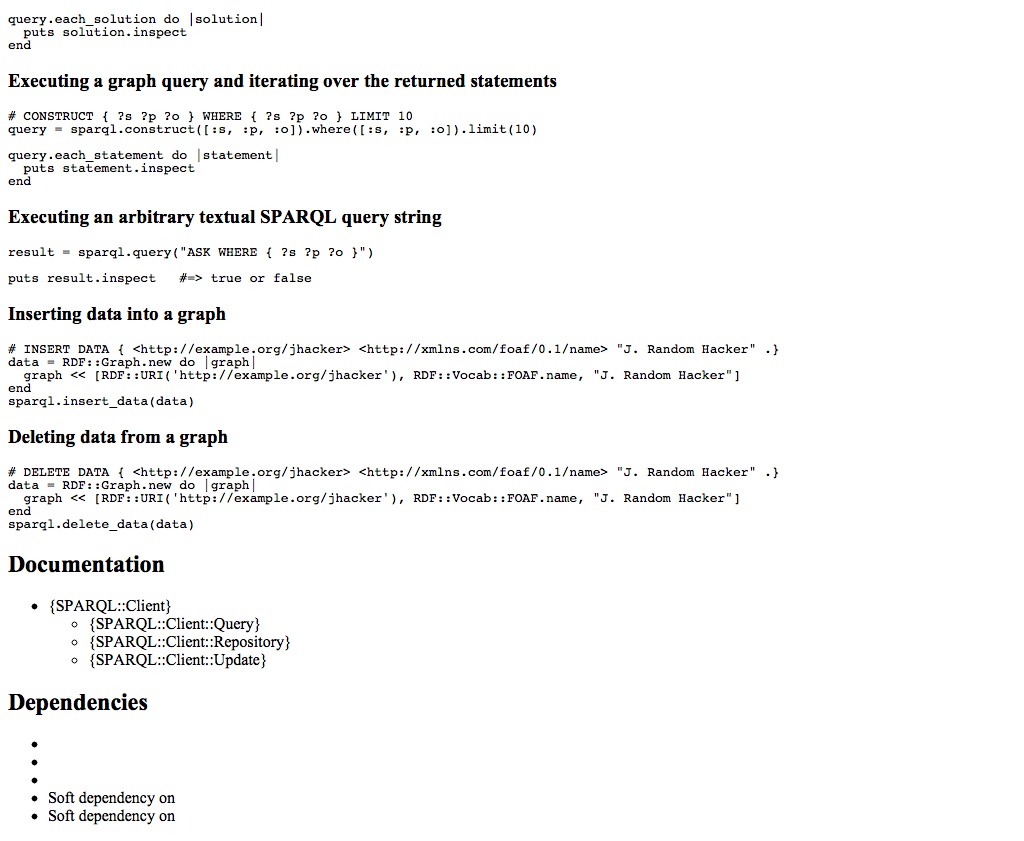 query.each_solution do |solution|
  puts solution.inspect
end
Executing a graph query and iterating over the returned statements
# CONSTRUCT { ?s ?p ?o } WHERE { ?s ?p ?o } LIMIT 10
query = sparql.construct([:s, :p, :o]).where([:s, :p, :o]).limit(10)
query.each_statement do |statement|
  puts statement.inspect
end
Executing an arbitrary textual SPARQL query string
result = sparql.query("ASK WHERE { ?s ?p ?o }")
puts result.inspect   #=> true or false
Inserting data into a graph
# INSERT DATA { <http://example.org/jhacker> <http://xmlns.com/foaf/0.1/name> "J. Random Hacker" .}
data = RDF::Graph.new do |graph|
  graph << [RDF::URI('http://example.org/jhacker'), RDF::Vocab::FOAF.name, "J. Random Hacker"]
end
sparql.insert_data(data)
Deleting data from a graph
# DELETE DATA { <http://example.org/jhacker> <http://xmlns.com/foaf/0.1/name> "J. Random Hacker" .}
data = RDF::Graph.new do |graph|
  graph << [RDF::URI('http://example.org/jhacker'), RDF::Vocab::FOAF.name, "J. Random Hacker"]
end
sparql.delete_data(data)
Documentation
• {SPARQL::Client}
◦ {SPARQL::Client::Query}
◦ {SPARQL::Client::Repository}
◦ {SPARQL::Client::Update}
Dependencies
•
•
•
• Soft dependency on
• Soft dependency on